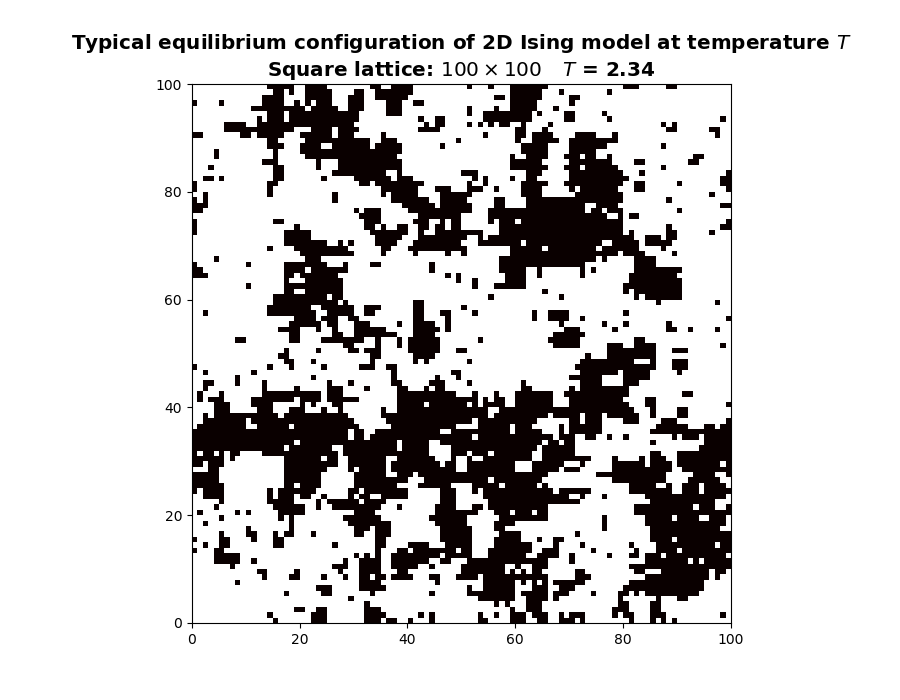 Typical equilibrium configuration of 2D Ising model at temperature T
Square lattice: 100 × 100 T = 2.34
100
80
60
40
20
0
0 20 40 60 80 100